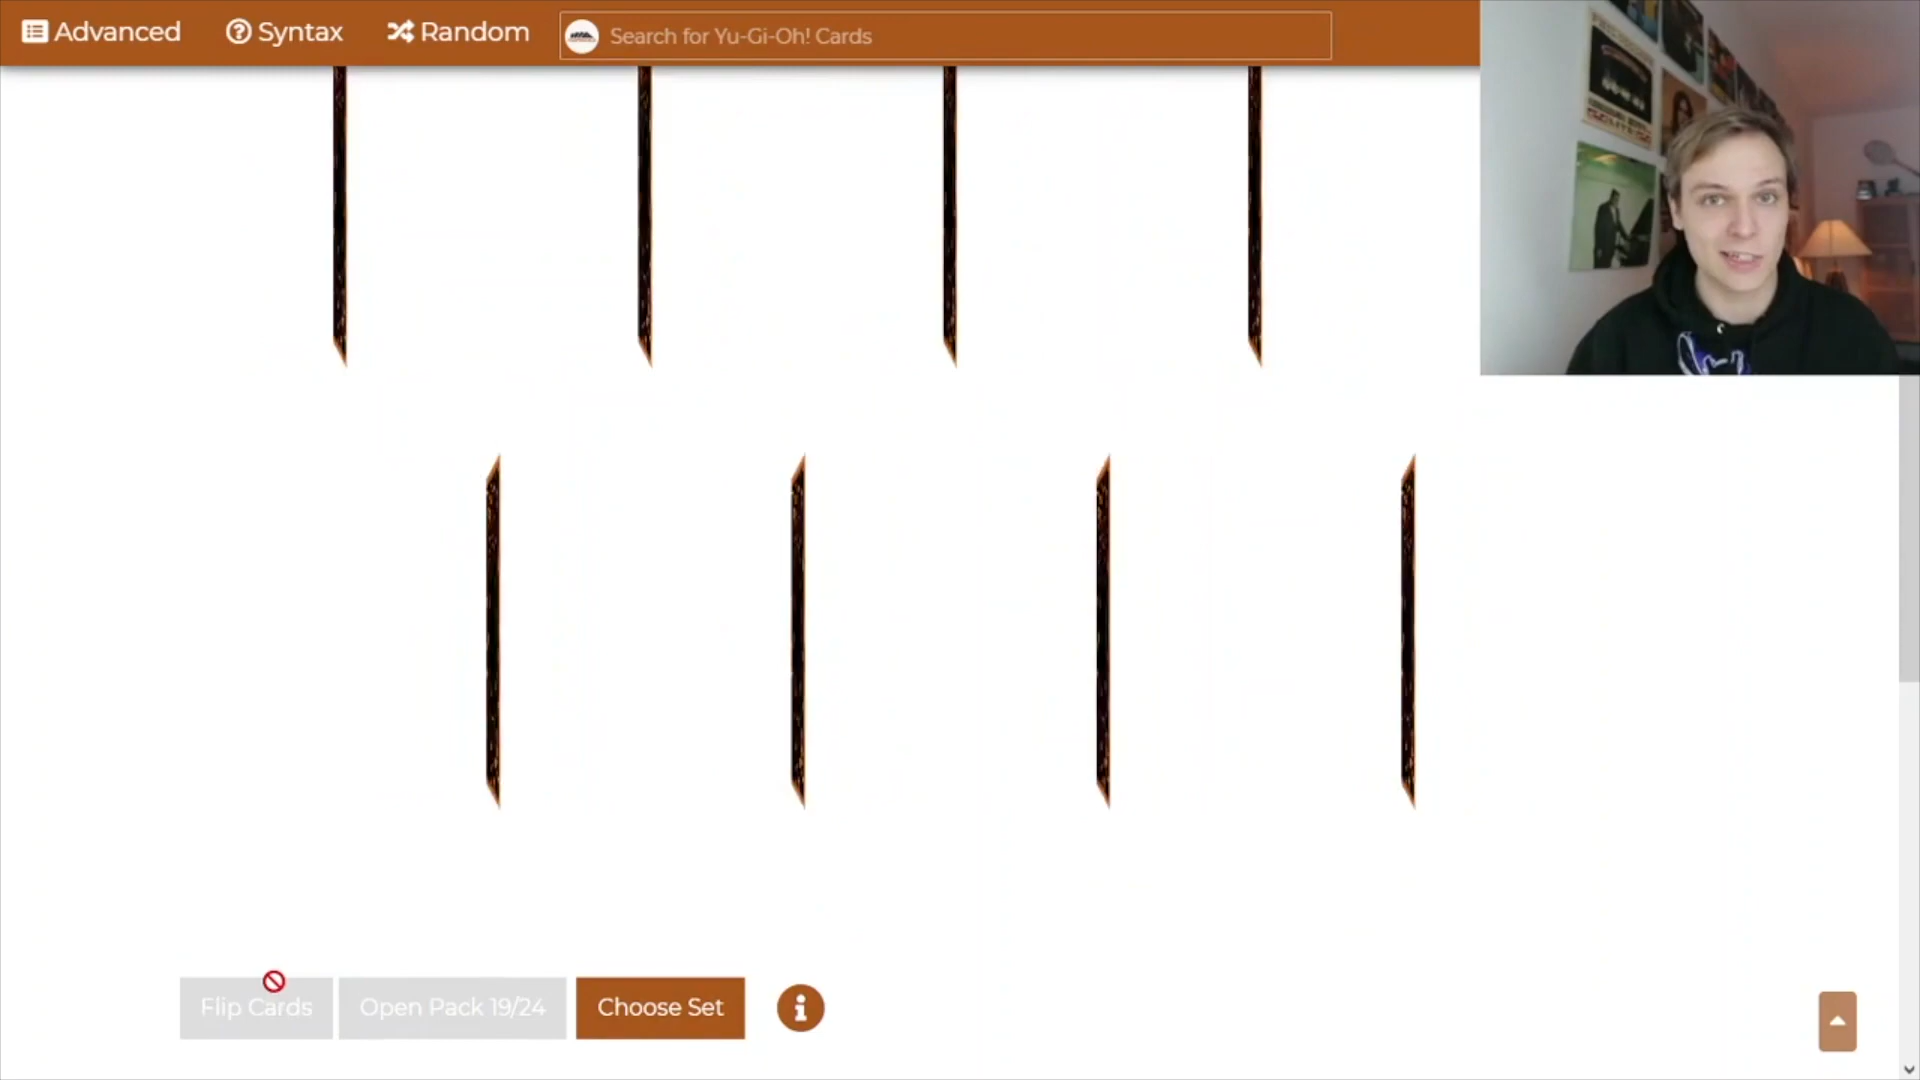 Advanced
Syntax
Random
Search for Yu-Gi-Oh! Cards
Flip Cards
Open Pack 19/24
Choose Set